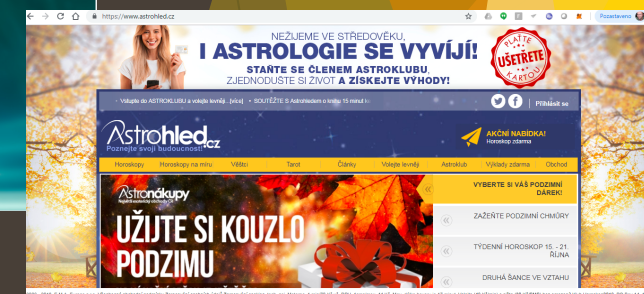 https://www.astrohled.cz
Pozastaveno
NEŽIJEME VE STŘEDOVĚKU,
I ASTROLOGIE SE VYVÍJÍ!
STAŇTE SE ČLENEM ASTROKLUBU,
ZJEDNODUŠTE SI ŽIVOT A ZÍSKEJTE VÝHODY!
PLAŤTE
UŠETŘETE
KARTOU
Vstupte do ASTROKLUBU a volejte levněji...[více] • SOUTĚŽTE S Astrohledem o knihu 15 minut
Přihlásit se
Astrohled.cz
Poznejte svoji budoucnost!
AKČNÍ NABÍDKA!
Horoskop zdarma
Horoskopy Horoskopy na míru Věštci Tarot Články Volejte levněji Astroklub Výklady zdarma Obchod
Astronákupy
UŽIJTE SI KOUZLO
PODZIMU
VYBERTE SI VÁŠ PODZIMNÍ
DÁREK!
ZAŽEŇTE PODZIMNÍ CHMŮRY
TÝDENNÍ HOROSKOP 15. - 21.
ŘÍJNA
DRUHÁ ŠANCE VE VZTAHU